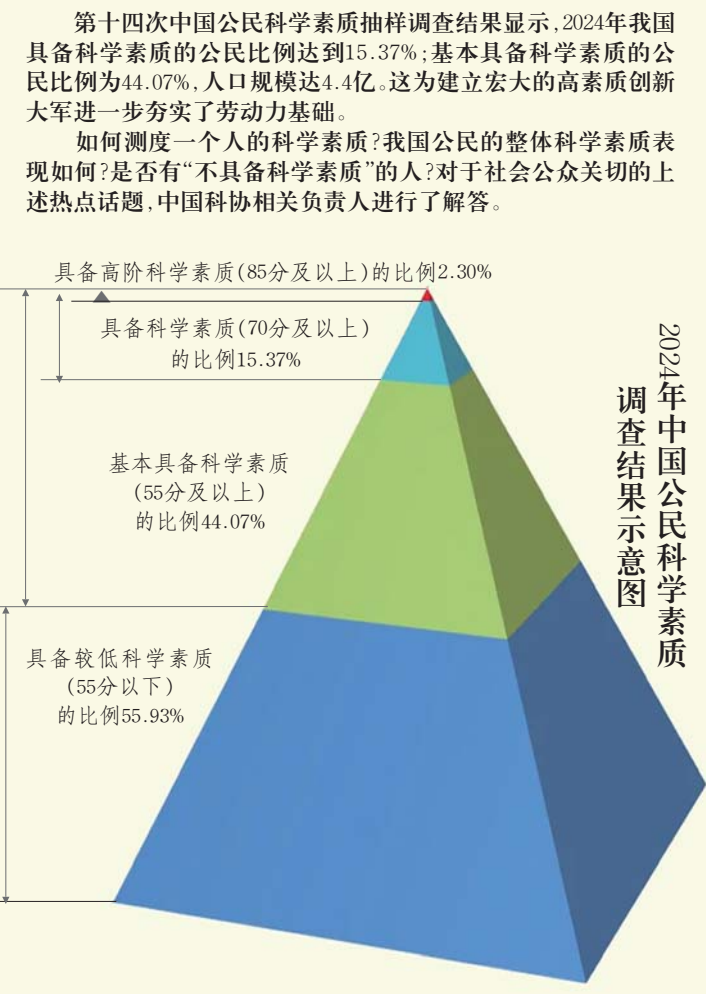 第十四次中国公民科学素质抽样调查结果显示,2024年我国
具备科学素质的公民比例达到15.37%;基本具备科学素质的公
民比例为44.07%,人口规模达4.4亿。这为建立宏大的高素质创新
大军进一步夯实了劳动力基础。
如何测度一个人的科学素质?我国公民的整体科学素质表
现如何?是否有“不具备科学素质”的人?对于社会公众关切的上
述热点话题,中国科协相关负责人进行了解答。
具备高阶科学素质(85分及以上)的比例2.30%
具备科学素质(70分及以上)
的比例15.37%
基本具备科学素质
(55分及以上)
的比例44.07%
具备较低科学素质
(55分以下)
的比例55.93%
2024年中国公民科学素质
调查结果示意图